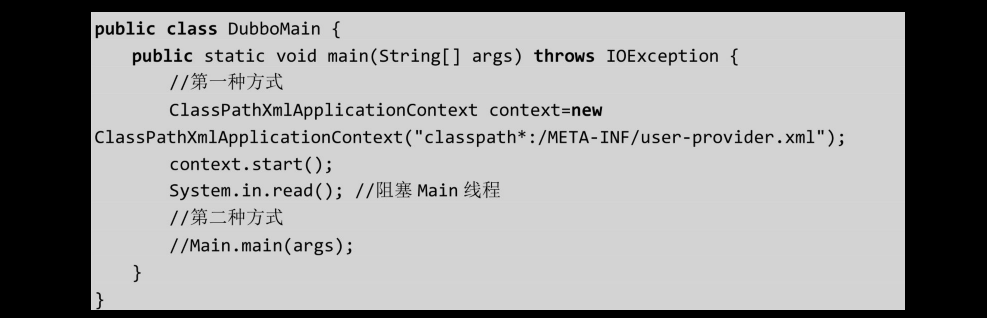 public class DubboMain {
public static void main(String[] args) throws IOException {
//第一种方式
ClassPathXmlApplicationContext context=new
ClassPathXmlApplicationContext("classpath*:/META-INF/user-provider.xml");
context.start();
System.in.read(); //阻塞 Main 线程
//第二种方式
//Main.main(args);
}
}